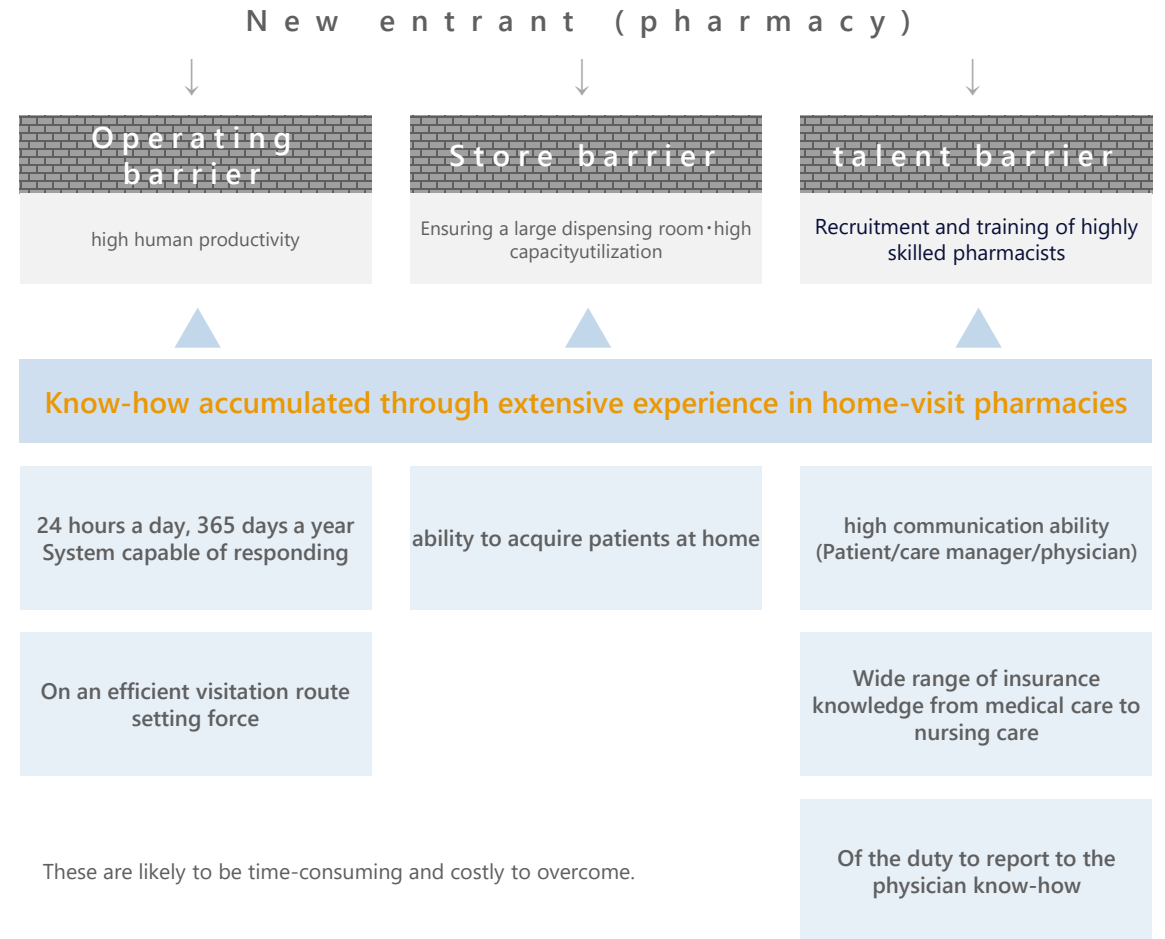 New entrant (pharmacy)
Operating
barrier
Store barrier
talent barrier
high human productivity
Ensuring a large dispensing room･high
capacityutilization
Recruitment and training of highly
skilled pharmacists
Know-how accumulated through extensive experience in home-visit pharmacies
24 hours a day, 365 days a year
System capable of responding
ability to acquire patients at home
high communication ability
(Patient/care manager/physician)
On an efficient visitation route
setting force
Wide range of insurance
knowledge from medical care to
nursing care
These are likely to be time-consuming and costly to overcome.
Of the duty to report to the
physician know-how